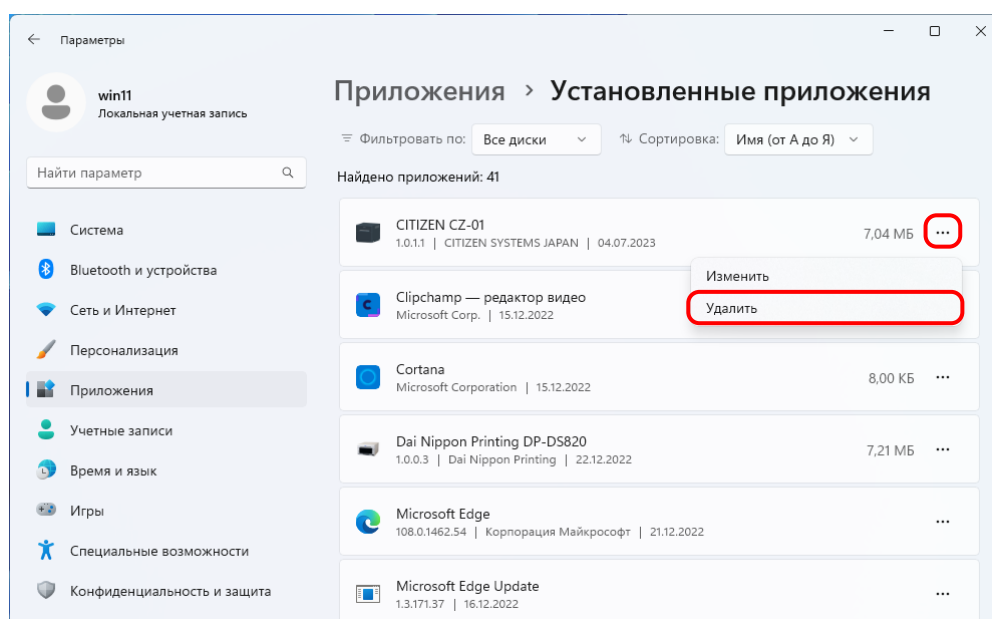 Параметры
win11
Локальная учетная запись
Найти параметр
Система
Bluetooth и устройства
Сеть и Интернет
Персонализация
Приложения
Учетные записи
Время и язык
Игры
Специальные возможности
Конфиденциальность и защита
Приложения › Установленные приложения
Фильтровать по: Все диски Сортировка: Имя (от А до Я)
Найдено приложений: 41
CITIZEN CZ-01
1.0.1.1 | CITIZEN SYSTEMS JAPAN | 04.07.2023
7,04 МБ
Изменить
Удалить
Clipchamp — редактор видео
Microsoft Corp. | 15.12.2022
Cortana
Microsoft Corporation | 15.12.2022
8,00 КБ
Dai Nippon Printing DP-DS820
1.0.0.3 | Dai Nippon Printing | 22.12.2022
7,21 МБ
Microsoft Edge
108.0.1462.54 | Корпорация Майкрософт | 21.12.2022
Microsoft Edge Update
1.3.171.37 | 16.12.2022